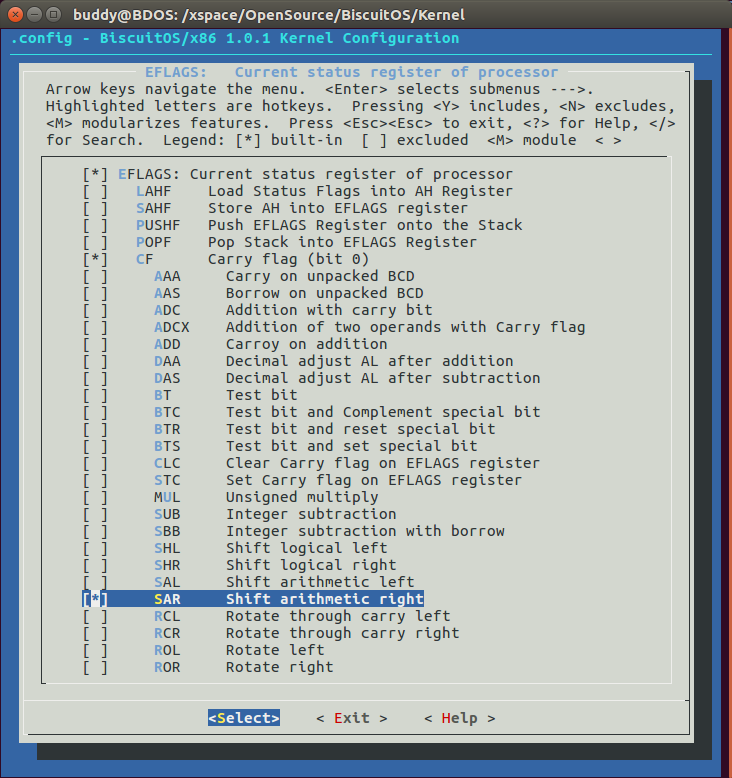 buddy@BDOS: /xspace/OpenSource/BiscuitOS/Kernel
.config - BiscuitOS/x86 1.0.1 Kernel Configuration
EFLAGS:   Current status register of processor
Arrow keys navigate the menu.  <Enter> selects submenus --->.
Highlighted letters are hotkeys.  Pressing <Y> includes, <N> excludes,
<M> modularizes features.  Press <Esc><Esc> to exit, <?> for Help, </>
for Search.  Legend: [*] built-in  [ ] excluded  <M> module  < >
[*] EFLAGS: Current status register of processor
[ ]   LAHF    Load Status Flags into AH Register
[ ]   SAHF    Store AH into EFLAGS register
[ ]   PUSHF   Push EFLAGS Register onto the Stack
[ ]   POPF    Pop Stack into EFLAGS Register
[*]   CF      Carry flag (bit 0)
[ ]     AAA     Carry on unpacked BCD
[ ]     AAS     Borrow on unpacked BCD
[ ]     ADC     Addition with carry bit
[ ]     ADCX    Addition of two operands with Carry flag
[ ]     ADD     Carroy on addition
[ ]     DAA     Decimal adjust AL after addition
[ ]     DAS     Decimal adjust AL after subtraction
[ ]     BT      Test bit
[ ]     BTC     Test bit and Complement special bit
[ ]     BTR     Test bit and reset special bit
[ ]     BTS     Test bit and set special bit
[ ]     CLC     Clear Carry flag on EFLAGS register
[ ]     STC     Set Carry flag on EFLAGS register
[ ]     MUL     Unsigned multiply
[ ]     SUB     Integer subtraction
[ ]     SBB     Integer subtraction with borrow
[ ]     SHL     Shift logical left
[ ]     SHR     Shift logical right
[ ]     SAL     Shift arithmetic left
[*]     SAR     Shift arithmetic right
[ ]     RCL     Rotate through carry left
[ ]     RCR     Rotate through carry right
[ ]     ROL     Rotate left
[ ]     ROR     Rotate right
<Select>    < Exit >    < Help >